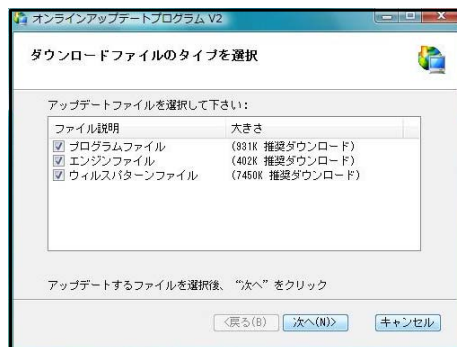 オンラインアップデートプログラム V2
ダウンロードファイルのタイプを選択
アップデートファイルを選択して下さい:
ファイル説明 大きさ
プログラムファイル (931K 推奨ダウンロード)
エンジンファイル (402K 推奨ダウンロード)
ウィルスパターンファイル (7450K 推奨ダウンロード)
アップデートするファイルを選択後、“次へ”をクリック
<戻る(B) 次へ(N)> キャンセル